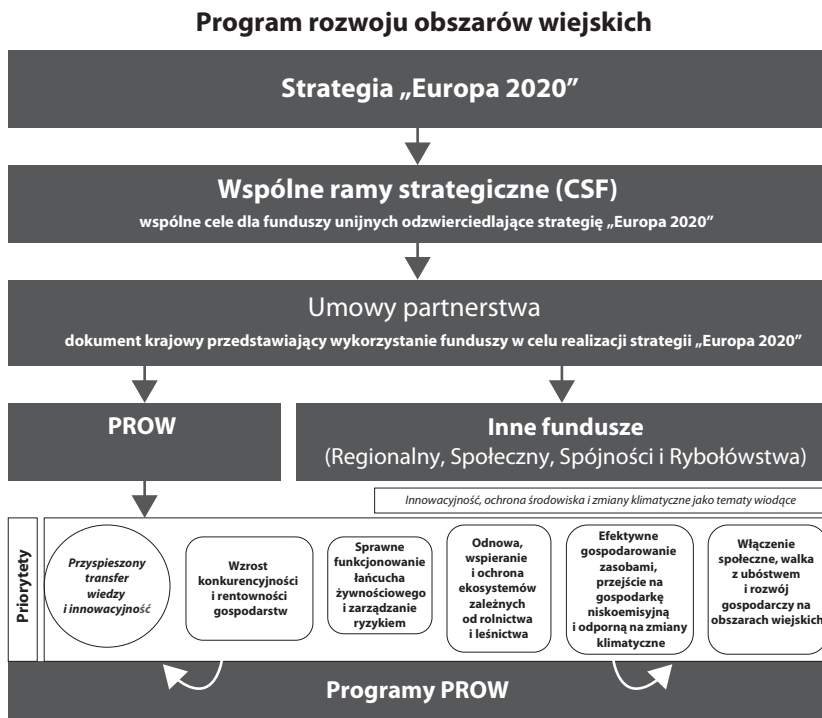 Program rozwoju obszarów wiejskich
Strategia „Europa 2020”
Wspólne ramy strategiczne (CSF)
wspólne cele dla funduszy unijnych odzwierciedlające strategię „Europa 2020”
Umowy partnerstwa
dokument krajowy przedstawiający wykorzystanie funduszy w celu realizacji strategii „Europa 2020”
PROW
Inne fundusze
(Regionalny, Społeczny, Spójności i Rybołówstwa)
Innowacyjność, ochrona środowiska i zmiany klimatyczne jako tematy wiodące
Priorytety
Przyspieszony
transfer
wiedzy
i innowacyjność
Wzrost
konkurencyjności
i rentowności
gospodarstw
Sprawne
funkcjonowanie
łańcucha
żywnościowego
i zarządzanie
ryzykiem
Odnowa,
wspieranie
i ochrona
ekosystemów
zależnych
od rolnictwa
i leśnictwa
Efektywne
gospodarowanie
zasobami,
przejście na
gospodarkę
niskoemisyjną
i odporną na zmiany
klimatyczne
Włączenie
społeczne, walka
z ubóstwem
i rozwój
gospodarczy na
obszarach wiejskich
Programy PROW